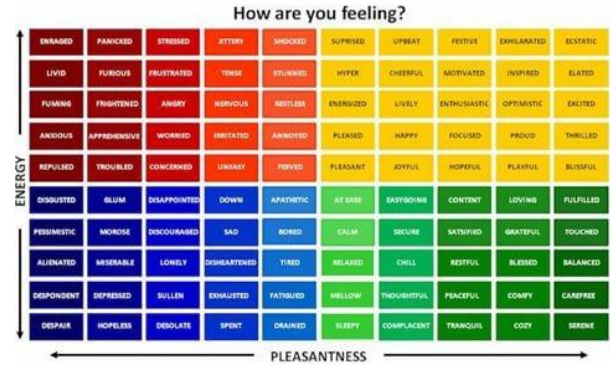 How are you feeling?
ENRAGED PANICKED STRESSED JITTERY SHOCKED SUPRISED UPBEAT FESTIVE EXHILARATED ECSTATIC
LIVID FURIOUS FRUSTRATED TENSE STUNNED HYPER CHEERFUL MOTIVATED INSPIRED ELATED
FUMING FRIGHTENED ANGRY NERVOUS RESTLESS ENERGIZED LIVELY ENTHUSIASTIC OPTIMISTIC EXCITED
ANXIOUS APPREHENSIVE WORRIED IRRITATED ANNOYED PLEASED HAPPY FOCUSED PROUD THRILLED
REPULSED TROUBLED CONCERNED UNEASY PEEVED PLEASANT JOYFUL HOPEFUL PLAYFUL BLISSFUL
DISGUSTED GLUM DISAPPOINTED DOWN APATHETIC AT EASE EASYGOING CONTENT LOVING FULFILLED
PESSIMISTIC MOROSE DISCOURAGED SAD BORED CALM SECURE SATSIFIED GRATEFUL TOUCHED
ALIENATED MISERABLE LONELY DISHEARTENED TIRED RELAXED CHILL RESTFUL BLESSED BALANCED
DESPONDENT DEPRESSED SULLEN EXHAUSTED FATIGUED MELLOW THOUGHTFUL PEACEFUL COMFY CAREFREE
DESPAIR HOPELESS DESOLATE SPENT DRAINED SLEEPY COMPLACENT TRANQUIL COZY SERENE
ENERGY
PLEASANTNESS